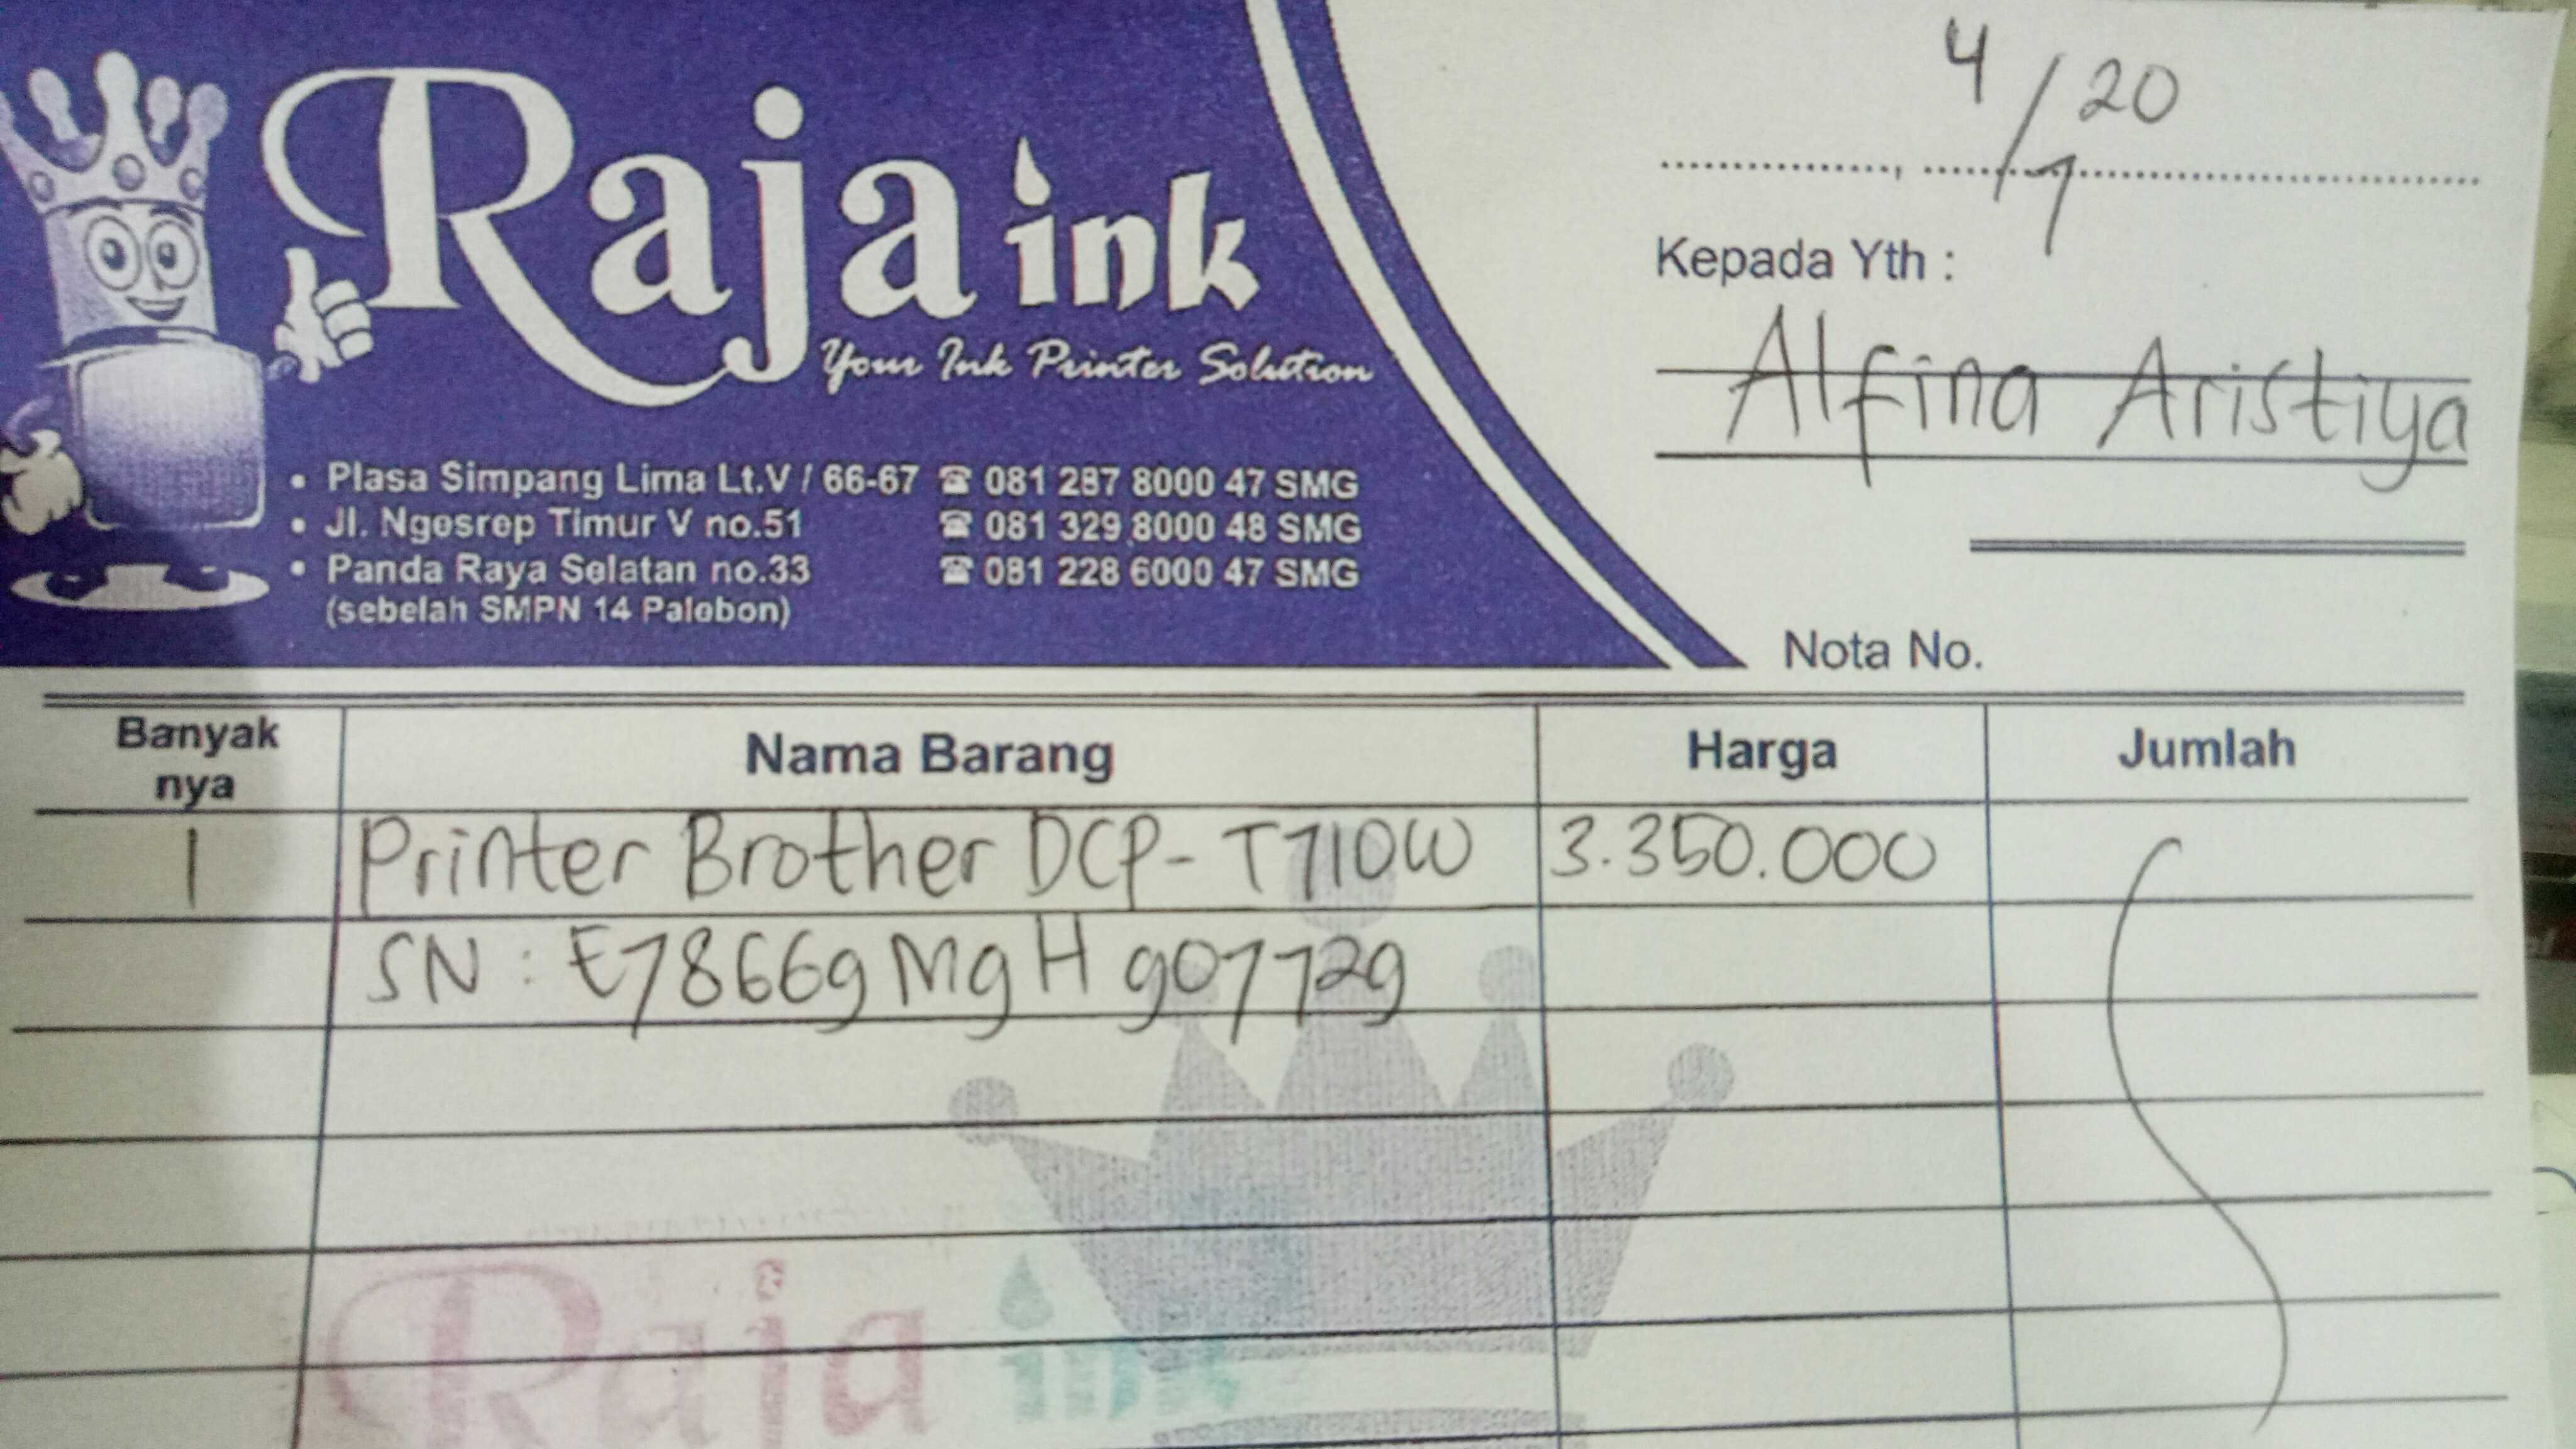 Raja ink
Your Ink Printer Solution
• Plasa Simpang Lima Lt.V / 66-67 ☎ 081 287 8000 47 SMG
• Jl. Ngesrep Timur V no.51 ☎ 081 329 8000 48 SMG
• Panda Raya Selatan no.33 ☎ 081 228 6000 47 SMG
(sebelah SMPN 14 Palebon)
4/7 20
Kepada Yth :
Alfina Aristiya
Nota No.
Banyak nya Nama Barang Harga Jumlah
1 Printer Brother DCP-T710W 3.350.000
SN : E78669M9H907729
Raja ink